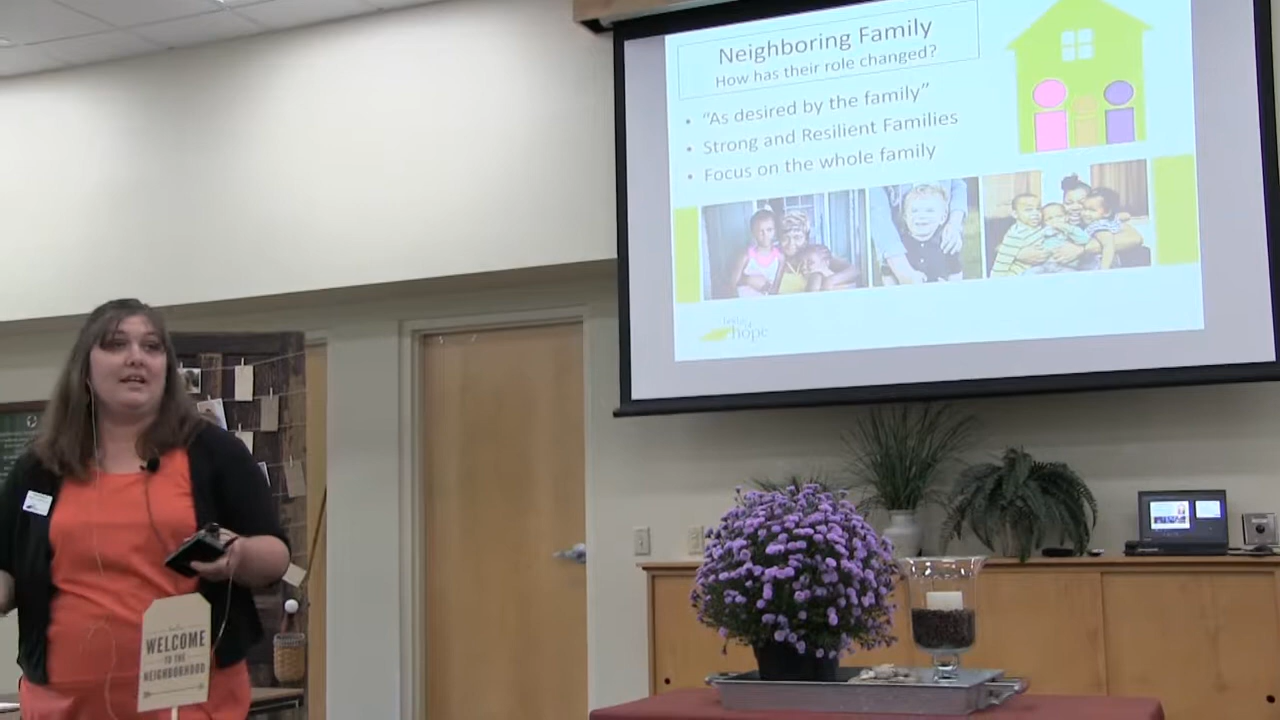 Neighboring Family
How has their role changed?
• "As desired by the family"
• Strong and Resilient Families
• Focus on the whole family
hope
WELCOME
TO THE
NEIGHBORHOOD